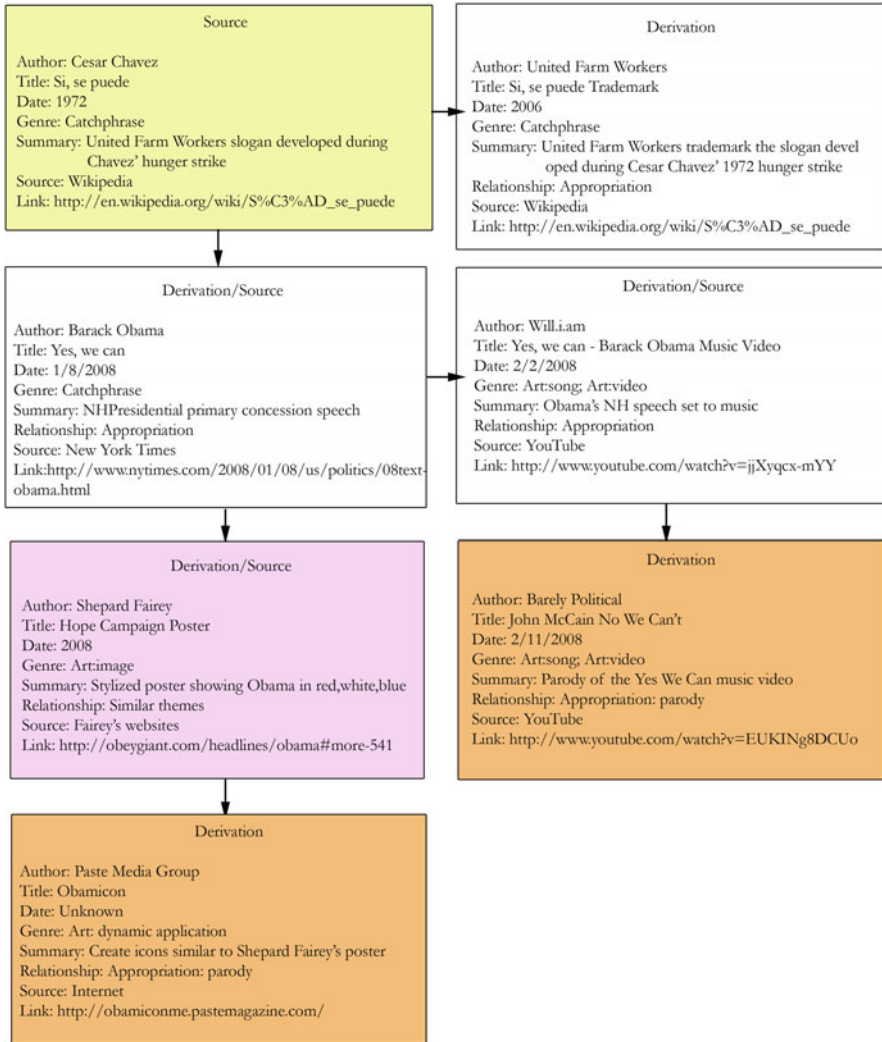 Source
Author: Cesar Chavez
Title: Si, se puede
Date: 1972
Genre: Catchphrase
Summary: United Farm Workers slogan developed during
Chavez' hunger strike
Source: Wikipedia
Link: http://en.wikipedia.org/wiki/S%C3%AD_se_puede
Derivation
Author: United Farm Workers
Title: Si, se puede Trademark
Date: 2006
Genre: Catchphrase
Summary: United Farm Workers trademark the slogan devel
oped during Cesar Chavez' 1972 hunger strike
Relationship: Appropriation
Source: Wikipedia
Link: http://en.wikipedia.org/wiki/S%C3%AD_se_puede
Derivation/Source
Author: Barack Obama
Title: Yes, we can
Date: 1/8/2008
Genre: Catchphrase
Summary: NHPresidential primary concession speech
Relationship: Appropriation
Source: New York Times
Link:http://www.nytimes.com/2008/01/08/us/politics/08text-
obama.html
Derivation/Source
Author: Will.i.am
Title: Yes, we can - Barack Obama Music Video
Date: 2/2/2008
Genre: Art:song; Art:video
Summary: Obama's NH speech set to music
Relationship: Appropriation
Source: YouTube
Link: http://www.youtube.com/watch?v=jjXyqcx-mYY
Derivation/Source
Author: Shepard Fairey
Title: Hope Campaign Poster
Date: 2008
Genre: Art:image
Summary: Stylized poster showing Obama in red,white,blue
Relationship: Similar themes
Source: Fairey's websites
Link: http://obeygiant.com/headlines/obama#more-541
Derivation
Author: Barely Political
Title: John McCain No We Can't
Date: 2/11/2008
Genre: Art:song; Art:video
Summary: Parody of the Yes We Can music video
Relationship: Appropriation: parody
Source: YouTube
Link: http://www.youtube.com/watch?v=EUKINg8DCUo
Derivation
Author: Paste Media Group
Title: Obamicon
Date: Unknown
Genre: Art: dynamic application
Summary: Create icons similar to Shepard Fairey's poster
Relationship: Appropriation: parody
Source: Internet
Link: http://obamiconme.pastemagazine.com/